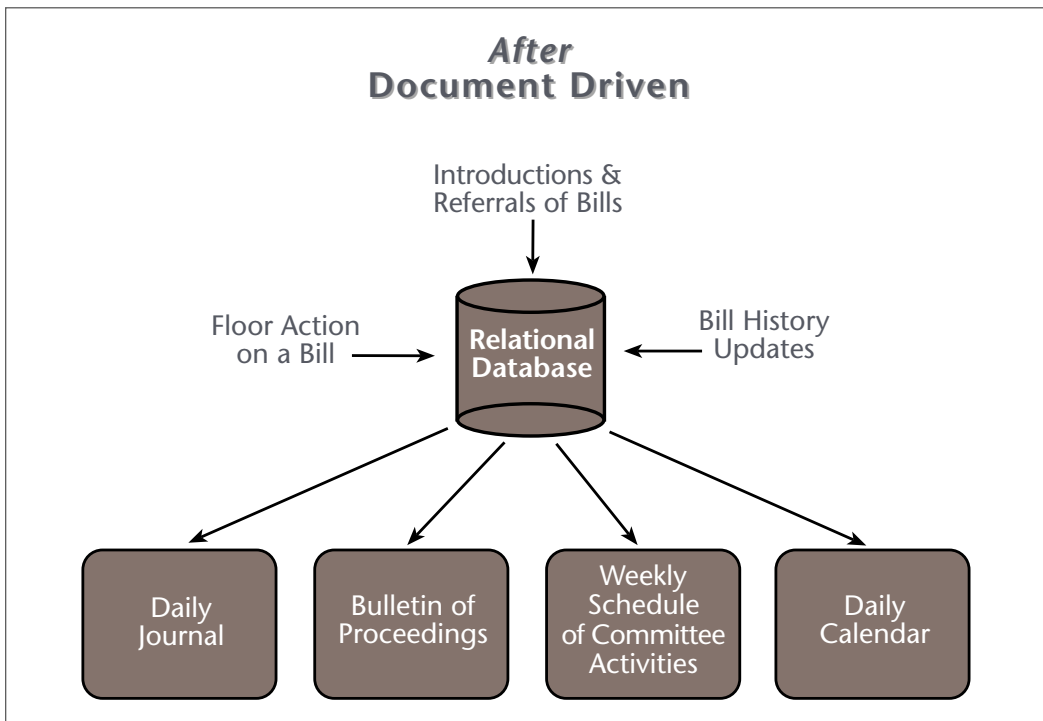 After
Document Driven
Introductions &
Referrals of Bills
Floor Action
on a Bill
Relational
Database
Bill History
Updates
Daily
Journal
Bulletin of
Proceedings
Weekly
Schedule
of Committee
Activities
Daily
Calendar